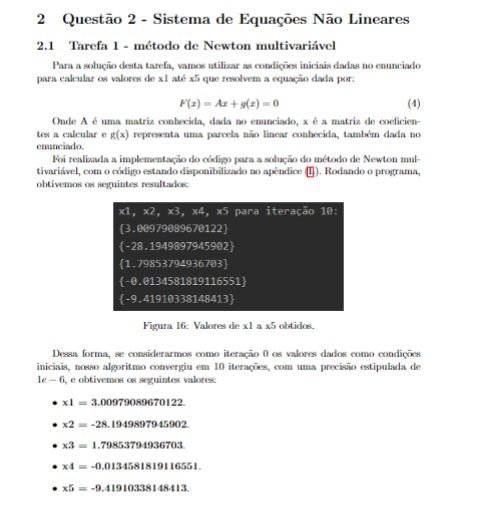 2 Questão 2 - Sistema de Equações Não Lineares
2.1 Tarefa 1 - método de Newton multivariável
Para a solução desta tarefa, vamos utilizar as condições iniciais dadas no enunciado
para calcular os valores de x1 até x5 que resolvem a equação dada por:
F(x) = Ax + g(x) = 0 (4)
Onde A é uma matriz conhecida, dada no enunciado, x é a matriz de coeficien-
tes a calcular e g(x) representa uma parcela não linear conhecida, também dada no
enunciado.
Foi realizada a implementação do código para a solução do método de Newton mul-
tivariável, com o código estando disponibilizado no apêndice (1.). Rodando o programa,
obtivemos os seguintes resultados:
x1, x2, x3, x4, x5 para iteração 10:
{3.00979089670122}
{-28.1949897945902}
{1.79853794936703}
{-0.0134581819116551}
{-9.41910338148413}
Figura 16: Valores de x1 a x5 obtidos.
Dessa forma, se considerarmos como iteração 0 os valores dados como condições
iniciais, nosso algoritmo convergiu em 10 iterações, com uma precisão estipulada de
1e − 6, e obtivemos os seguintes valores:
• x1 = 3.00979089670122.
• x2 = -28.1949897945902.
• x3 = 1.79853794936703.
• x4 = -0.0134581819116551.
• x5 = -9.41910338148413.